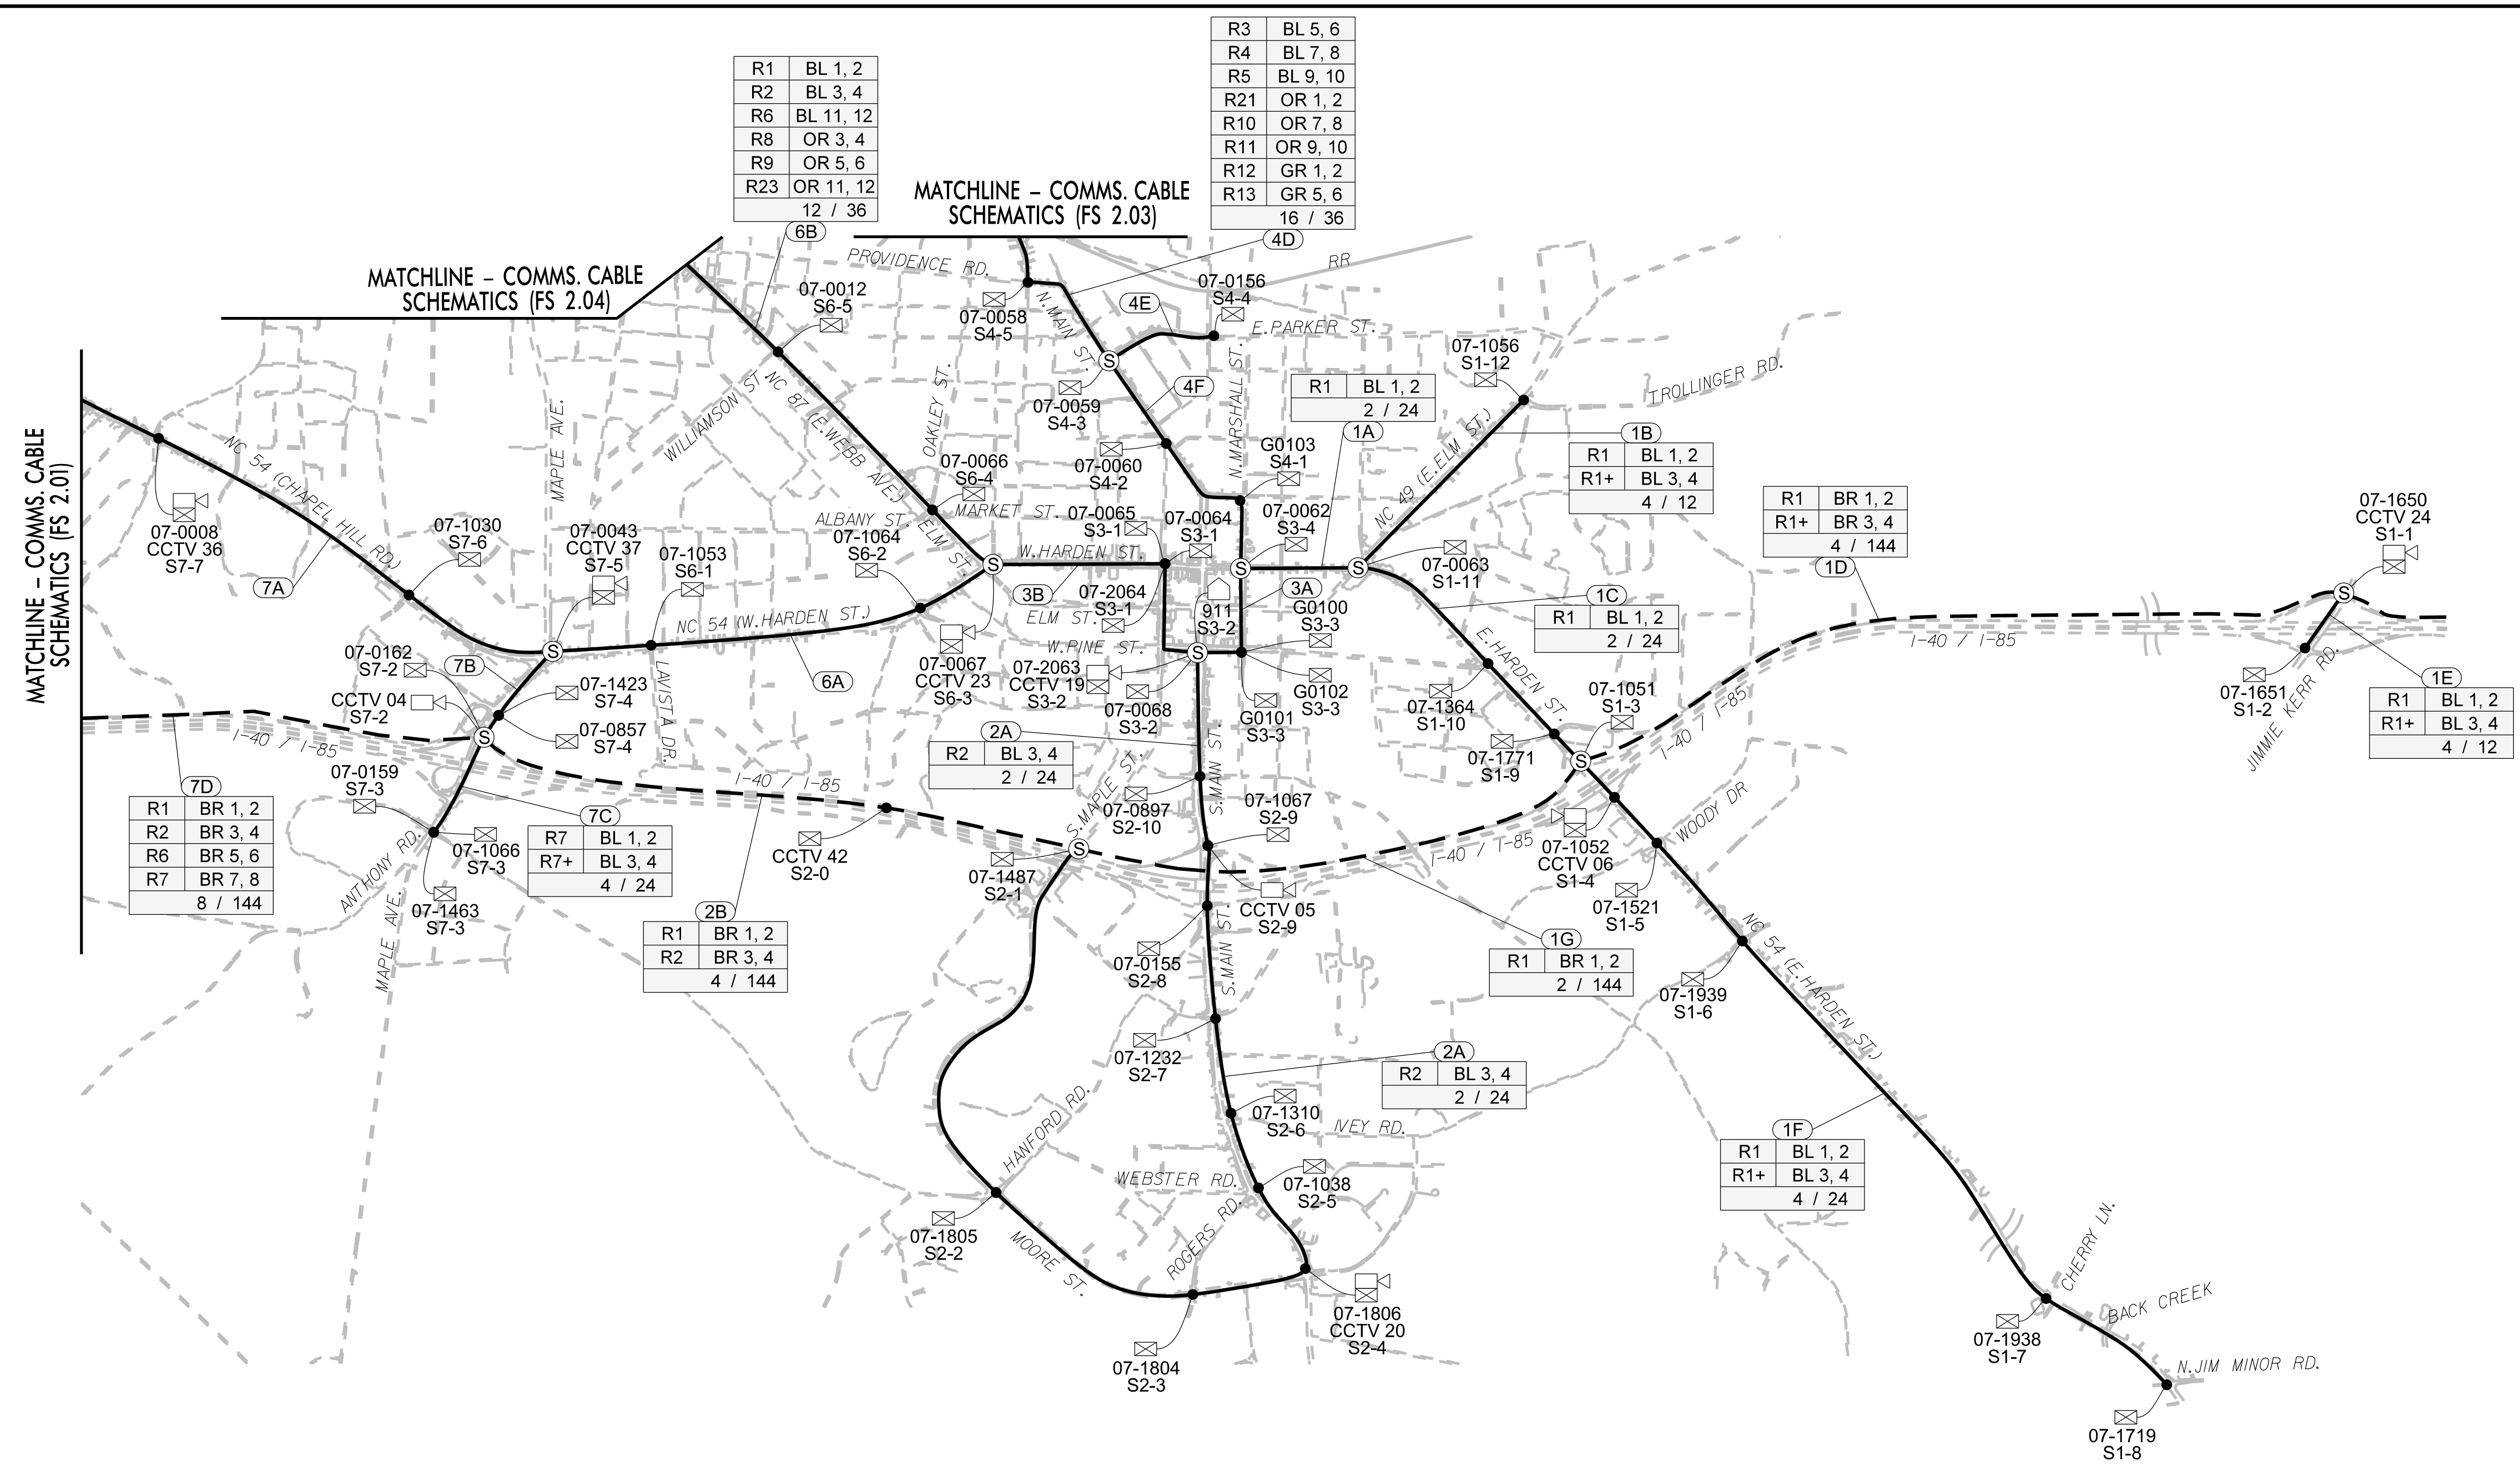 R3 BL 5, 6
R4 BL 7, 8
R5 BL 9, 10
R21 OR 1, 2
R10 OR 7, 8
R11 OR 9, 10
R12 GR 1, 2
R13 GR 5, 6
16 / 36
4D
R1 BL 1, 2
R2 BL 3, 4
R6 BL 11, 12
R8 OR 3, 4
R9 OR 5, 6
R23 OR 11, 12
12 / 36
6B
MATCHLINE – COMMS. CABLE
SCHEMATICS (FS 2.03)
MATCHLINE – COMMS. CABLE
SCHEMATICS (FS 2.04)
MATCHLINE – COMMS. CABLE
SCHEMATICS (FS 2.01)
PROVIDENCE RD.
RR
07-0012
S6-5
07-0058
S4-5
N.MAIN ST.
4E
07-0156
S4-4
E.PARKER ST.
S
07-0059
S4-3
4F
N.MARSHALL ST.
R1 BL 1, 2
2 / 24
1A
07-1056
S1-12
TROLLINGER RD.
NC 49 (E.ELM ST.)
1B
R1 BL 1, 2
R1+ BL 3, 4
4 / 12
WILLIAMSON ST.
NC 87 (E.WEBB AVE.)
OAKLEY ST.
MAPLE AVE.
NC 54 (CHAPEL HILL RD.)
07-0008
CCTV 36
S7-7
7A
07-1030
S7-6
07-0043
CCTV 37
S7-5
07-1053
S6-1
ALBANY ST.
07-1064
S6-2
07-0066
S6-4
MARKET ST.
ELM ST.
07-0060
S4-2
G0103
S4-1
07-0065
S3-1
07-0064
S3-1
07-0062
S3-4
W.HARDEN ST.
S
S
S
07-0063
S1-11
3B
07-2064
S3-1
ELM ST.
911
S3-2
3A
G0100
S3-3
W.PINE ST.
S
G0102
S3-3
G0101
S3-3
07-0067
CCTV 23
S6-3
07-2063
CCTV 19
S3-2
07-0068
S3-2
NC 54 (W.HARDEN ST.)
6A
LAVISTA DR.
S
07-0162
S7-2
7B
CCTV 04
S7-2
07-1423
S7-4
07-0857
S7-4
S
I-40 / I-85
07-0159
S7-3
7D
R1 BR 1, 2
R2 BR 3, 4
R6 BR 5, 6
R7 BR 7, 8
8 / 144
ANTHONY RD.
07-1066
S7-3
07-1463
S7-3
MAPLE AVE.
7C
R7 BL 1, 2
R7+ BL 3, 4
4 / 24
I-40 / I-85
2B
R1 BR 1, 2
R2 BR 3, 4
4 / 144
CCTV 42
S2-0
2A
R2 BL 3, 4
2 / 24
S.MAPLE ST.
07-0897
S2-10
S.MAIN ST.
07-1067
S2-9
S
07-1487
S2-1
CCTV 05
S2-9
07-0155
S2-8
S.MAIN ST.
07-1232
S2-7
2A
R2 BL 3, 4
2 / 24
07-1310
S2-6
IVEY RD.
HANFORD RD.
WEBSTER RD.
07-1038
S2-5
ROGERS RD.
07-1805
S2-2
MOORE ST.
07-1804
S2-3
07-1806
CCTV 20
S2-4
1C
R1 BL 1, 2
2 / 24
E.HARDEN ST.
07-1364
S1-10
07-1771
S1-9
07-1051
S1-3
S
I-40 / I-85
I-40 / I-85
07-1052
CCTV 06
S1-4
WOODY DR
07-1521
S1-5
1G
R1 BR 1, 2
2 / 144
07-1939
S1-6
NC 54 (E.HARDEN ST.)
1F
R1 BL 1, 2
R1+ BL 3, 4
4 / 24
R1 BR 1, 2
R1+ BR 3, 4
4 / 144
1D
I-40 / I-85
07-1650
CCTV 24
S1-1
S
07-1651
S1-2
JIMMIE KERR RD.
1E
R1 BL 1, 2
R1+ BL 3, 4
4 / 12
CHERRY LN.
07-1938
S1-7
BACK CREEK
N.JIM MINOR RD.
07-1719
S1-8